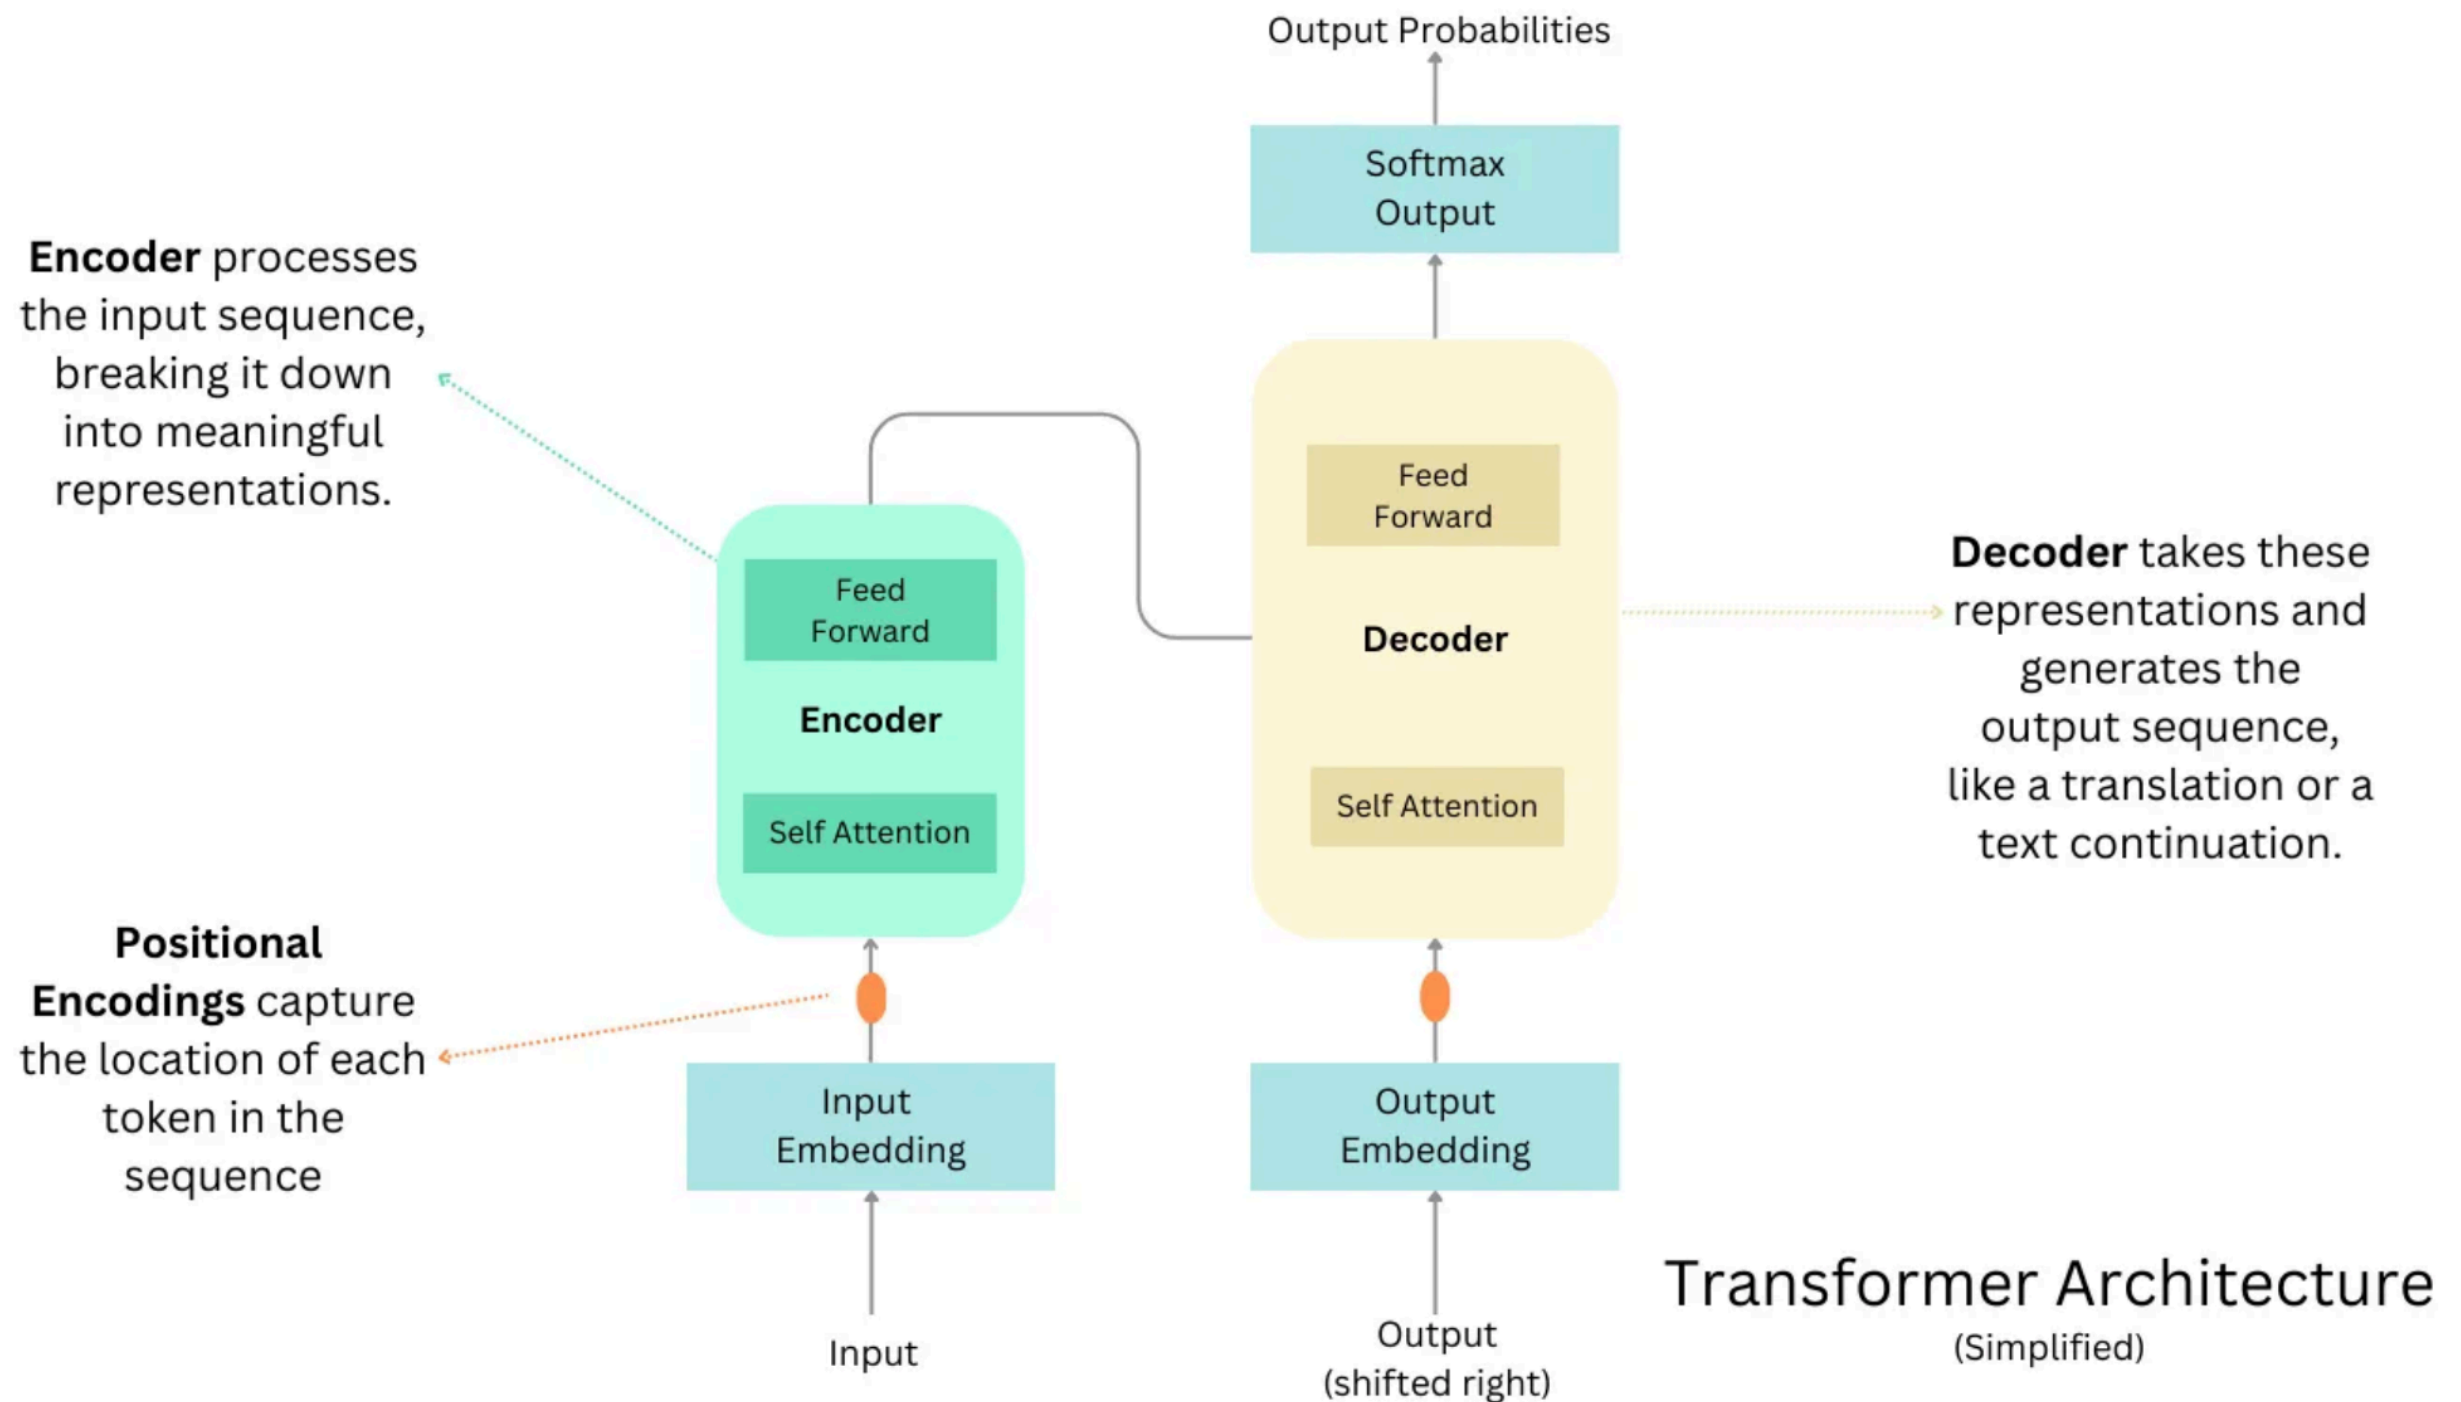 Output Probabilities
Softmax
Output
Encoder processes
the input sequence,
breaking it down
into meaningful
representations.
Feed
Forward
Decoder
Self Attention
Decoder takes these
representations and
generates the
output sequence,
like a translation or a
text continuation.
Feed
Forward
Encoder
Self Attention
Positional
Encodings capture
the location of each
token in the
sequence
Input
Embedding
Output
Embedding
Input
Output
(shifted right)
Transformer Architecture
(Simplified)